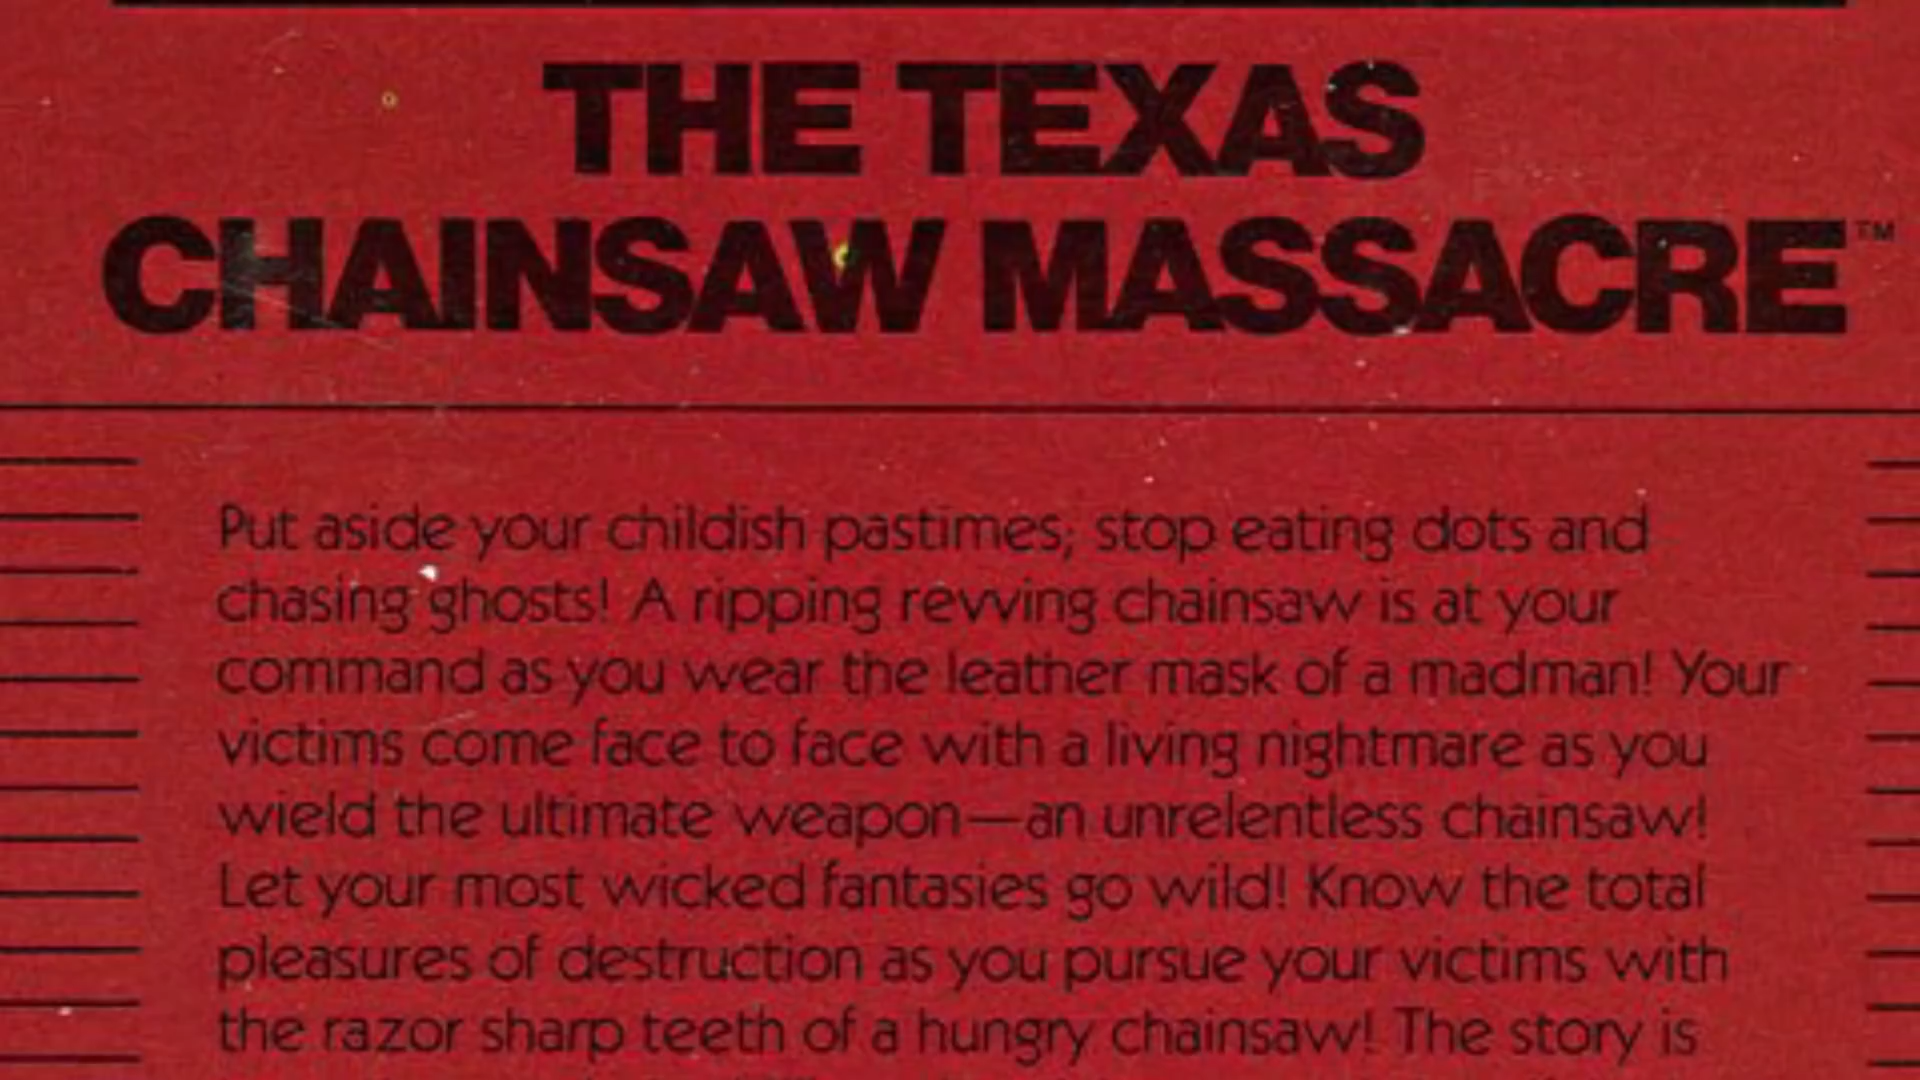 THE TEXAS
CHAINSAW MASSACRE™
Put aside your childish pastimes; stop eating dots and
chasing ghosts! A ripping revving chainsaw is at your
command as you wear the leather mask of a madman! Your
victims come face to face with a living nightmare as you
wield the ultimate weapon—an unrelentless chainsaw!
Let your most wicked fantasies go wild! Know the total
pleasures of destruction as you pursue your victims with
the razor sharp teeth of a hungry chainsaw! The story is